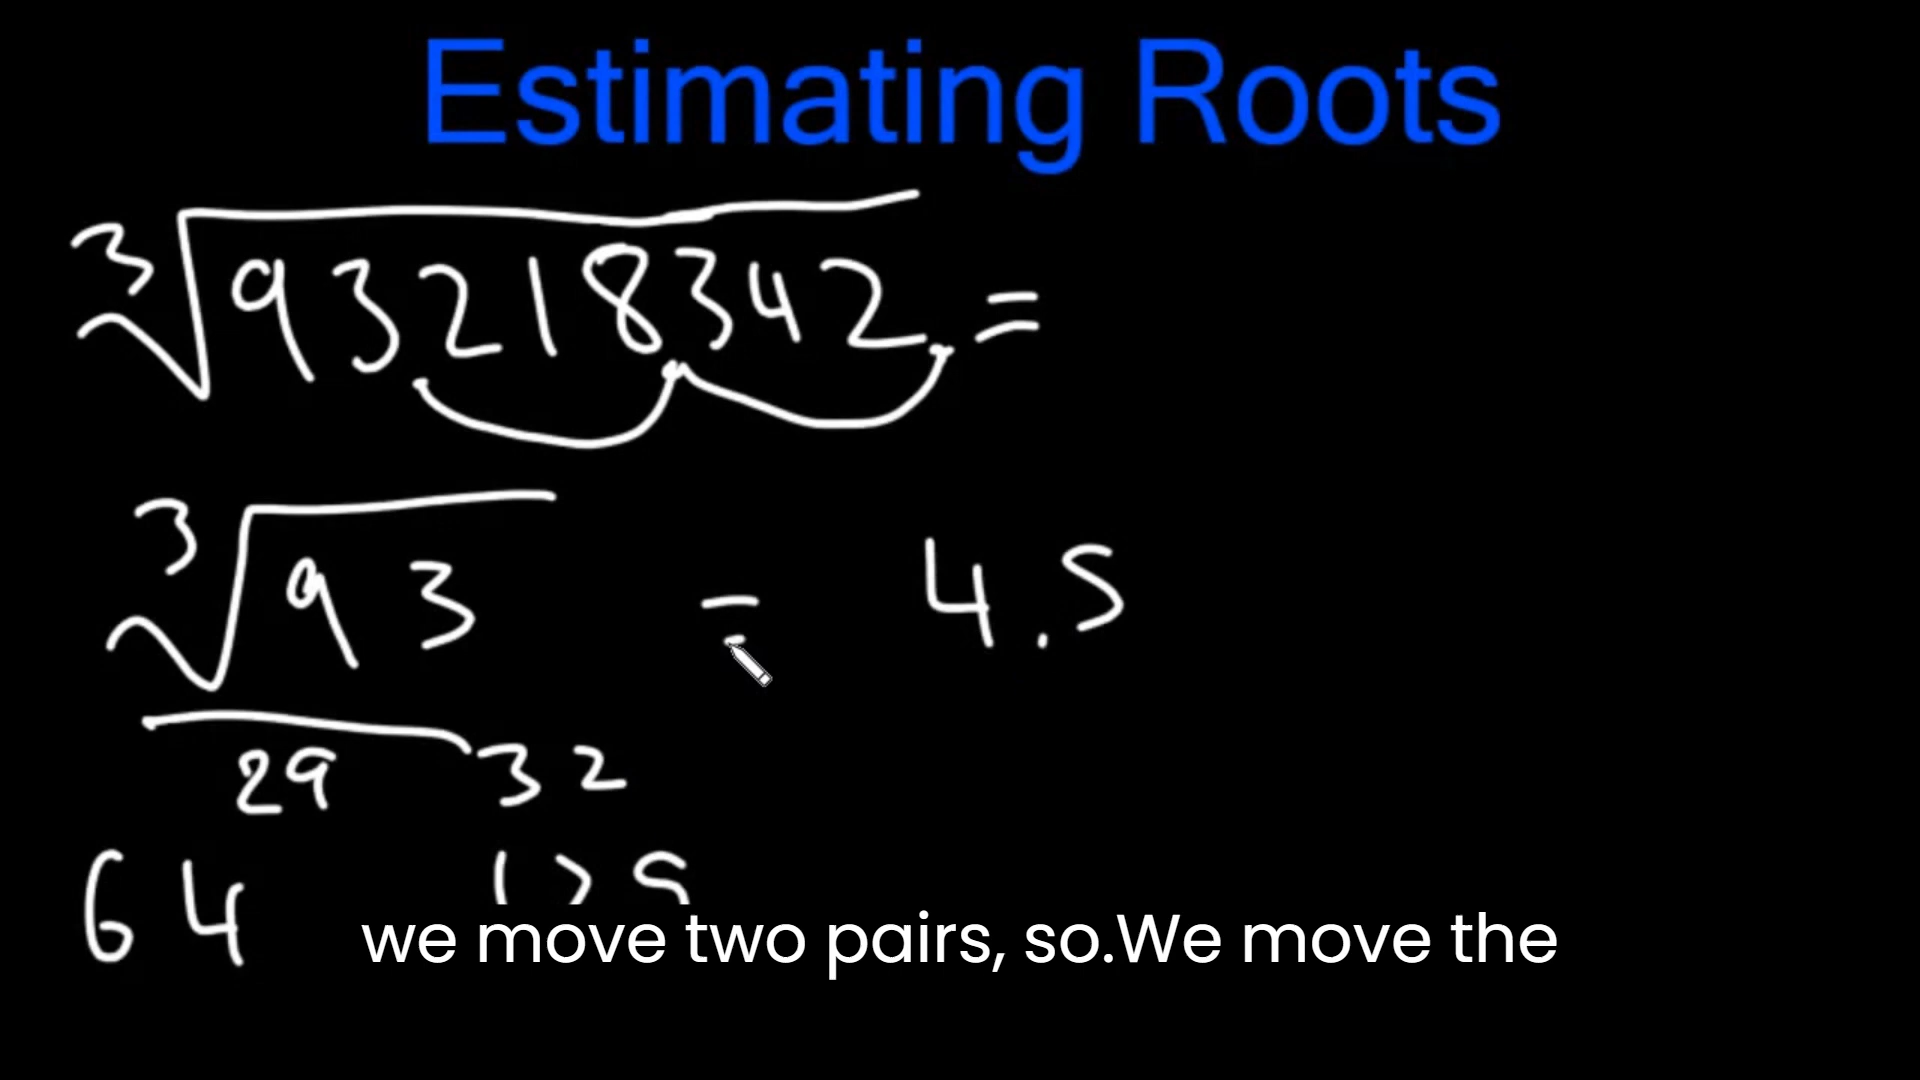 Estimating Roots
3√93218342. =
3√93 = 4.5
29 32
64 125
we move two pairs, so.We move the